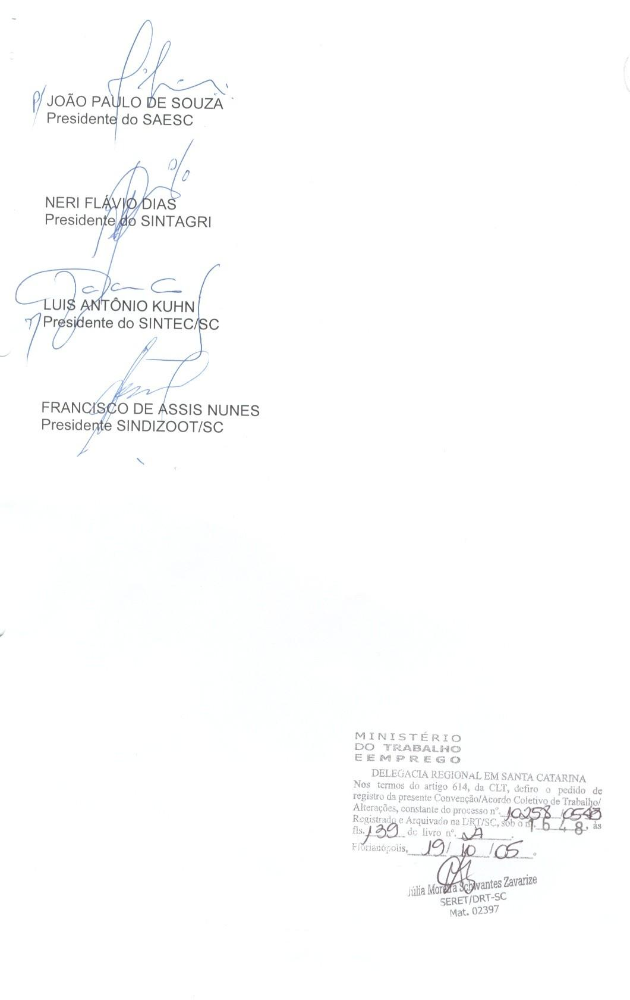 P/ JOÃO PAULO DE SOUZA
Presidente do SAESC
NERI FLÁVIO DIAS
Presidente do SINTAGRI
LUIS ANTÔNIO KUHN
Presidente do SINTEC/SC
FRANCISCO DE ASSIS NUNES
Presidente SINDIZOOT/SC
MINISTÉRIO
DO TRABALHO
E EMPREGO
DELEGACIA REGIONAL EM SANTA CATARINA
Nos termos do artigo 614, da CLT, defiro o pedido de
registro da presente Convenção/Acordo Coletivo de Trabalho/
Alterações, constante do processo nº. 10258
Registrado e Arquivado na DRT/SC, sob o nº. 1648, às
fls. 139 do livro nº.
Florianópolis, 19/10/05.
Júlia Moreira Schwantes Zavarize
SERET/DRT-SC
Mat. 02397